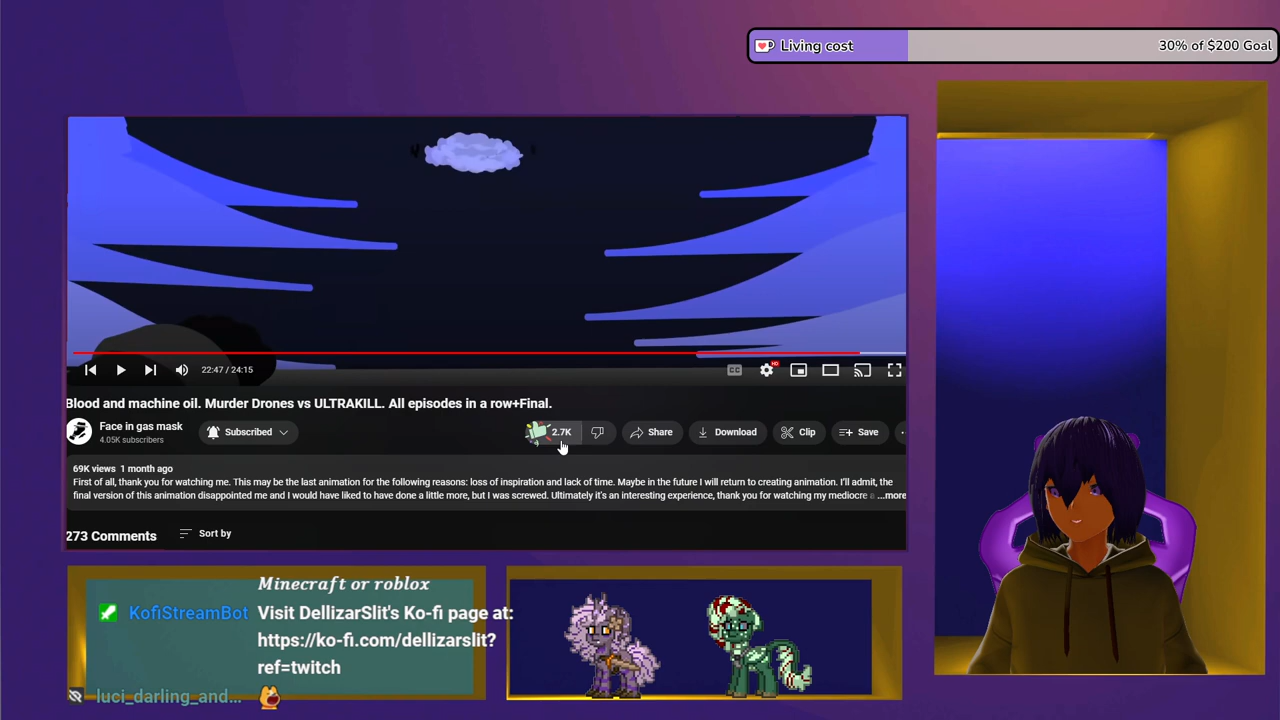 Living cost
30% of $200 Goal
22:47 / 24:15
CC
HD
Blood and machine oil. Murder Drones vs ULTRAKILL. All episodes in a row+Final.
Face in gas mask
4.05K subscribers
Subscribed
2.7K
Share
Download
Clip
Save
69K views 1 month ago
First of all, thank you for watching me. This may be the last animation for the following reasons: loss of inspiration and lack of time. Maybe in the future I will return to creating animation. I'll admit, the
final version of this animation disappointed me and I would have liked to have done a little more, but I was screwed. Ultimately it's an interesting experience, thank you for watching my mediocre a ...more
273 Comments
Sort by
Minecraft or roblox
KofiStreamBot Visit DellizarSlit's Ko-fi page at:
https://ko-fi.com/dellizarslit?
ref=twitch
luci_darling_and...